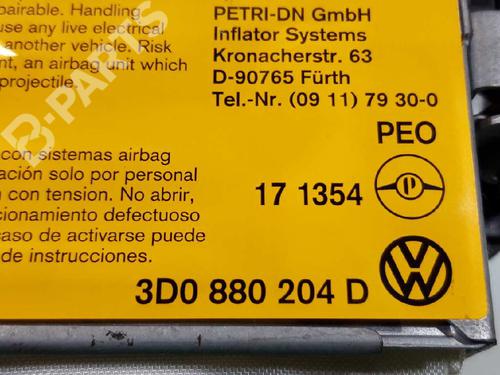 pairable. Handling
use any live electrical
another vehicle. Risk
nt, an airbag unit which
projectile.
PETRI-DN GmbH
Inflator Systems
Kronacherstr. 63
D-90765 Fürth
Tel.-Nr. (09 11) 79 30-0
PEO
con sistemas airbag
ación solo por personal
n con tension. No abrir,
cionamiento defectuoso
caso de activarse puede
de instrucciones.
17 1354
P
VW
3D0 880 204 D
B-PARTS